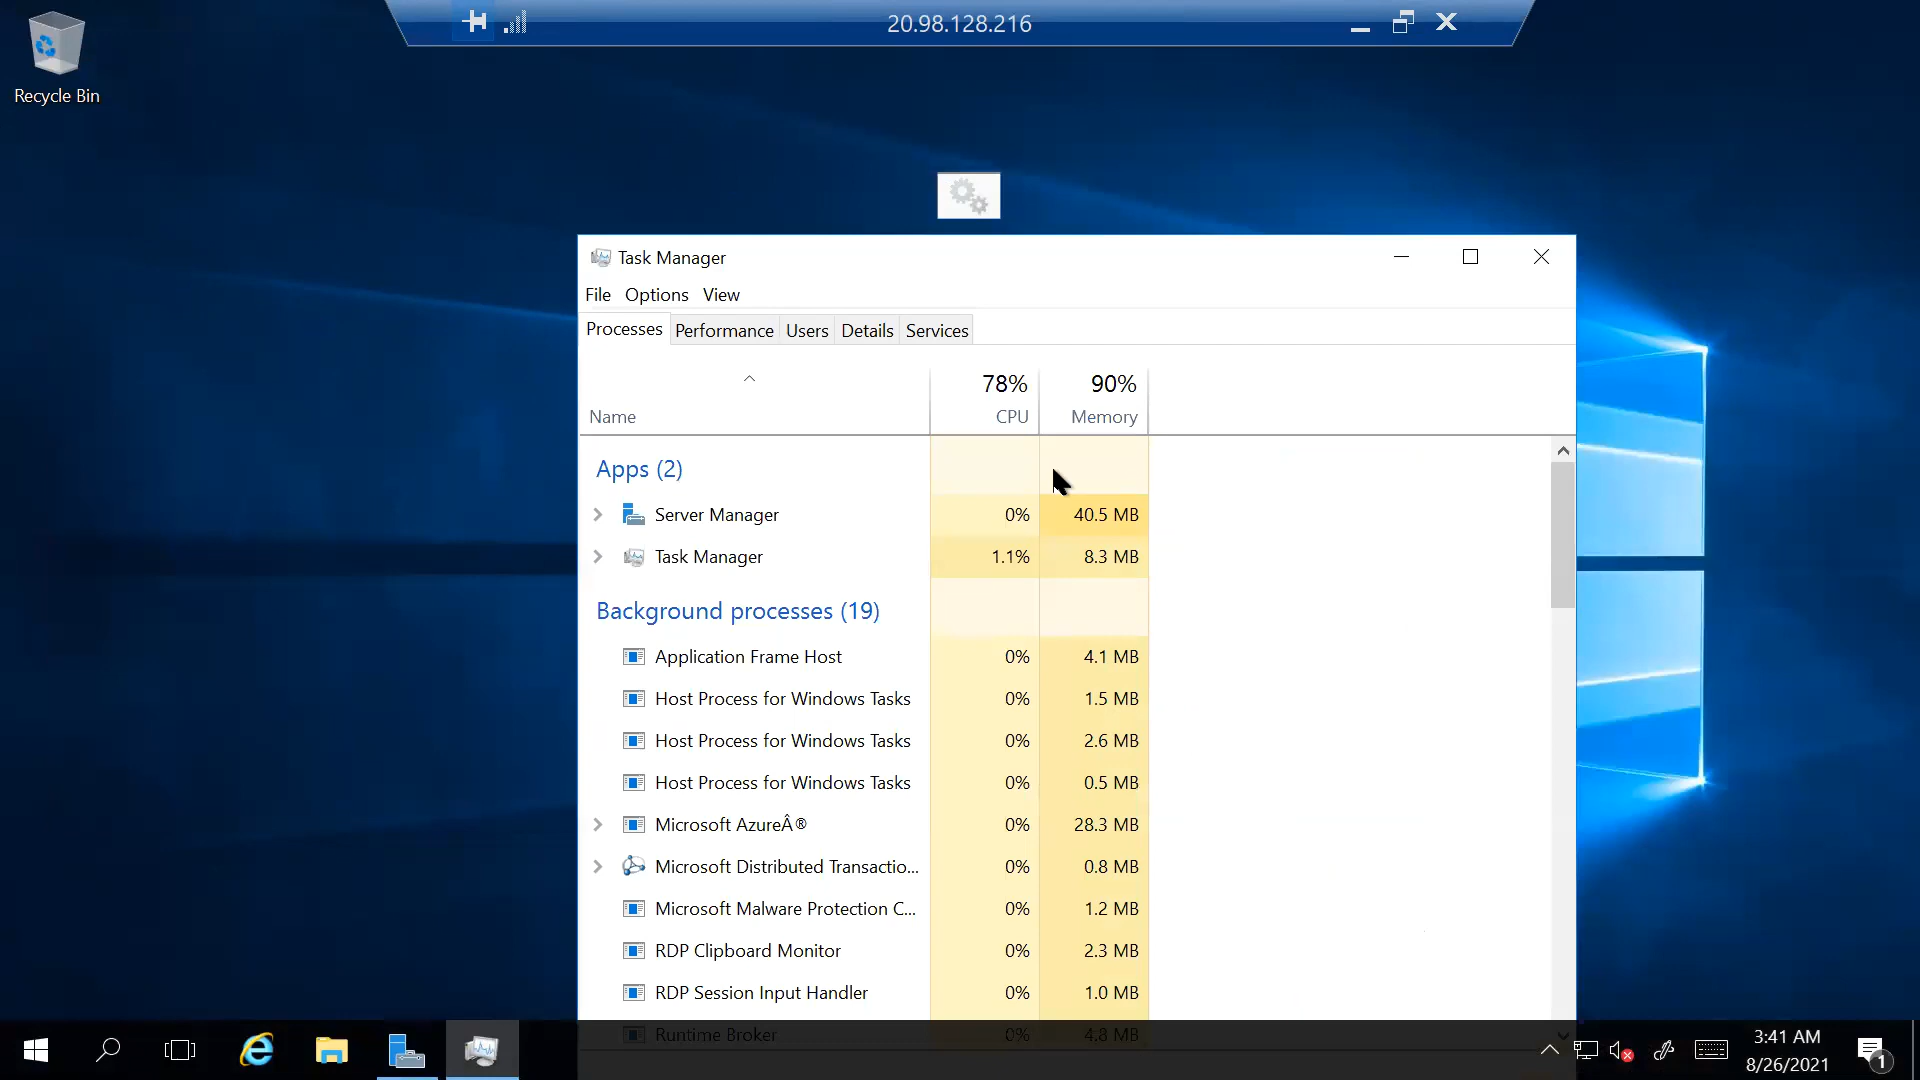 20.98.128.216
Recycle Bin
Task Manager
File Options View
Processes Performance Users Details Services
78% 90%
Name CPU Memory
Apps (2)
Server Manager 0% 40.5 MB
Task Manager 1.1% 8.3 MB
Background processes (19)
Application Frame Host 0% 4.1 MB
Host Process for Windows Tasks 0% 1.5 MB
Host Process for Windows Tasks 0% 2.6 MB
Host Process for Windows Tasks 0% 0.5 MB
Microsoft AzureÂ® 0% 28.3 MB
Microsoft Distributed Transactio... 0% 0.8 MB
Microsoft Malware Protection C... 0% 1.2 MB
RDP Clipboard Monitor 0% 2.3 MB
RDP Session Input Handler 0% 1.0 MB
Runtime Broker 0% 4.8 MB
3:41 AM
8/26/2021
1